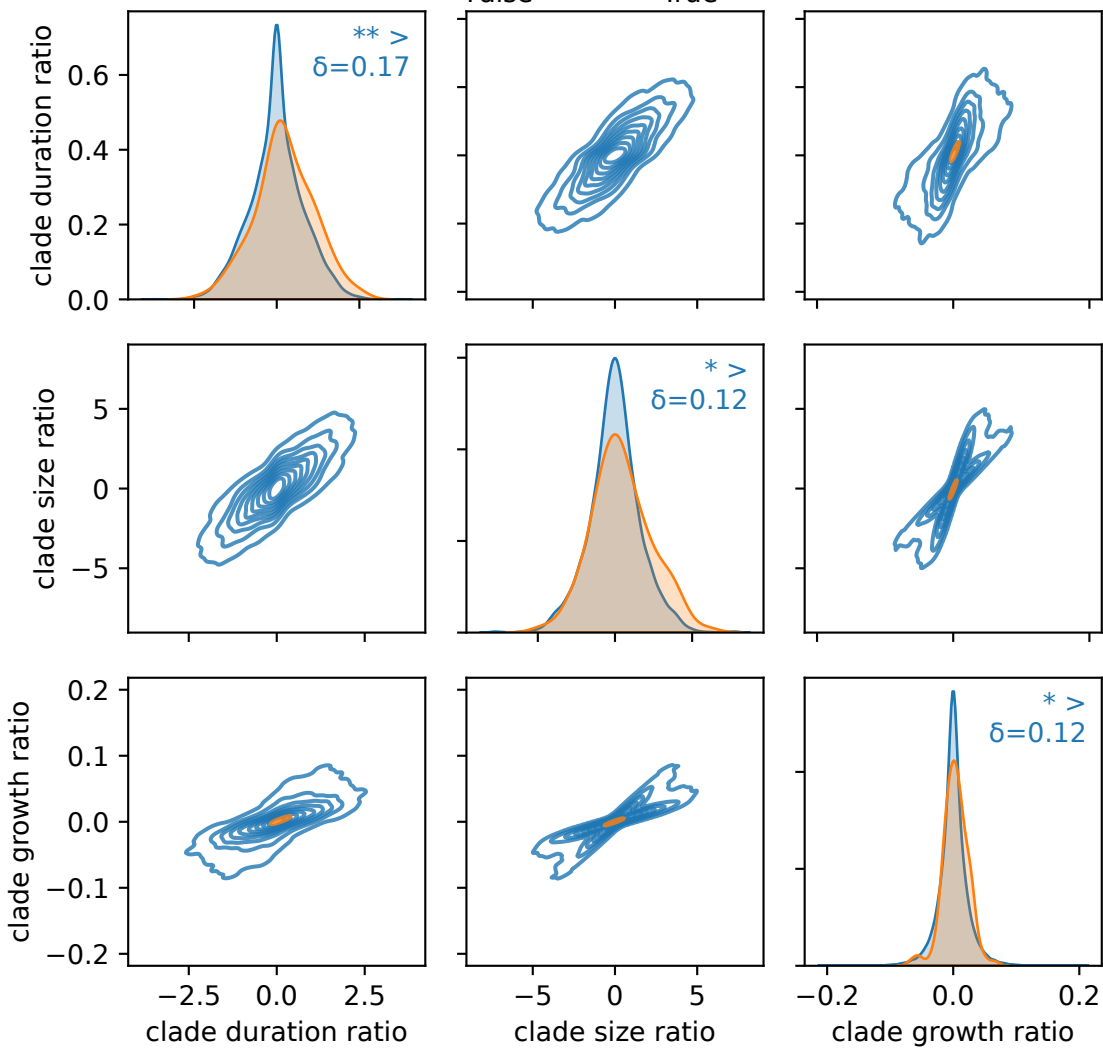 False True
clade duration ratio
0.6
0.4
0.2
0.0
** >
δ=0.17
clade size ratio
5
0
−5
* >
δ=0.12
clade growth ratio
0.2
0.1
0.0
−0.1
−0.2
* >
δ=0.12
−2.5 0.0 2.5
−5 0 5
−0.2 0.0 0.2
clade duration ratio
clade size ratio
clade growth ratio